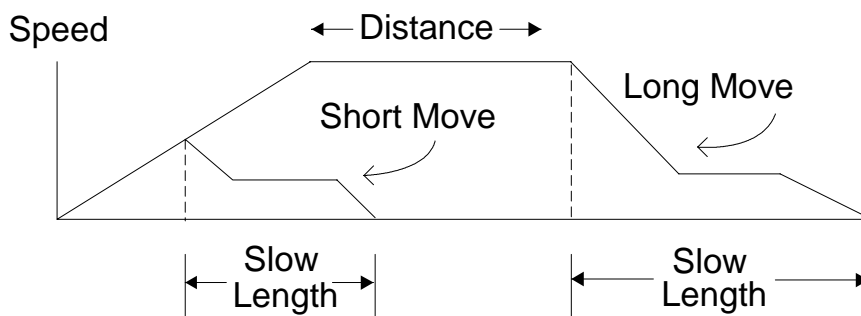 Speed
Distance
Short Move
Long Move
Slow
Length
Slow
Length